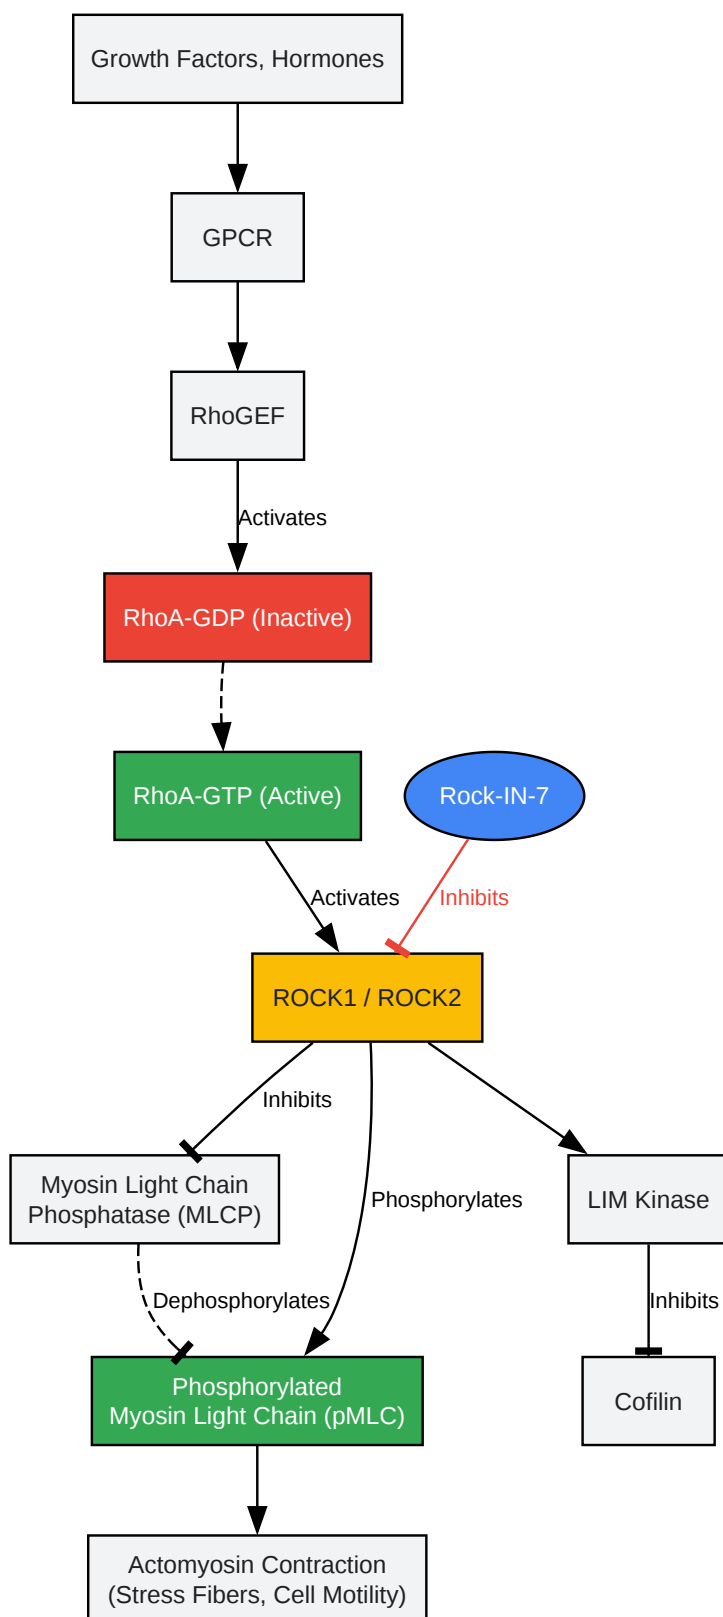 Growth Factors, Hormones
GPCR
RhoGEF
Activates
RhoA-GDP (Inactive)
RhoA-GTP (Active)
Rock-IN-7
Activates
Inhibits
ROCK1 / ROCK2
Inhibits
Myosin Light Chain
Phosphatase (MLCP)
Phosphorylates
LIM Kinase
Dephosphorylates
Inhibits
Phosphorylated
Myosin Light Chain (pMLC)
Cofilin
Actomyosin Contraction
(Stress Fibers, Cell Motility)